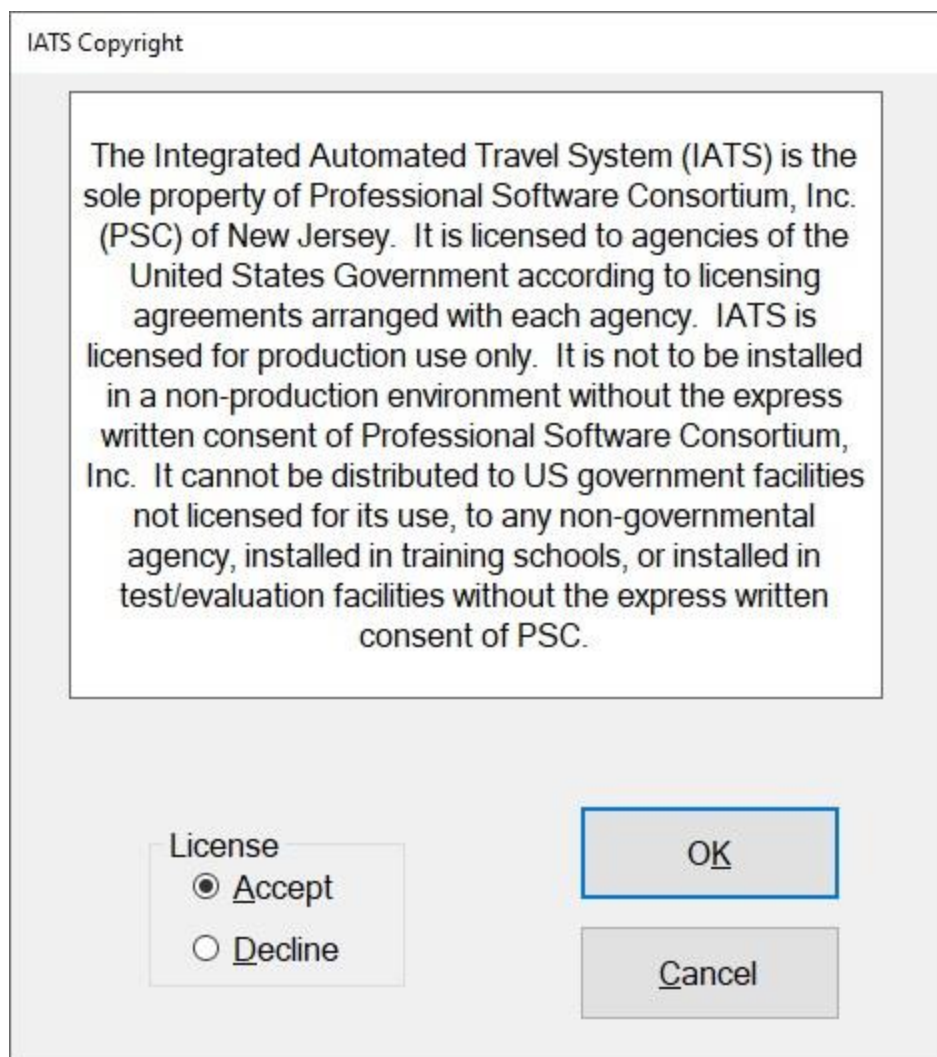 IATS Copyright
The Integrated Automated Travel System (IATS) is the
sole property of Professional Software Consortium, Inc.
(PSC) of New Jersey.  It is licensed to agencies of the
United States Government according to licensing
agreements arranged with each agency.  IATS is
licensed for production use only.  It is not to be installed
in a non-production environment without the express
written consent of Professional Software Consortium,
Inc.  It cannot be distributed to US government facilities
not licensed for its use, to any non-governmental
agency, installed in training schools, or installed in
test/evaluation facilities without the express written
consent of PSC.
License
Accept
Decline
OK
Cancel